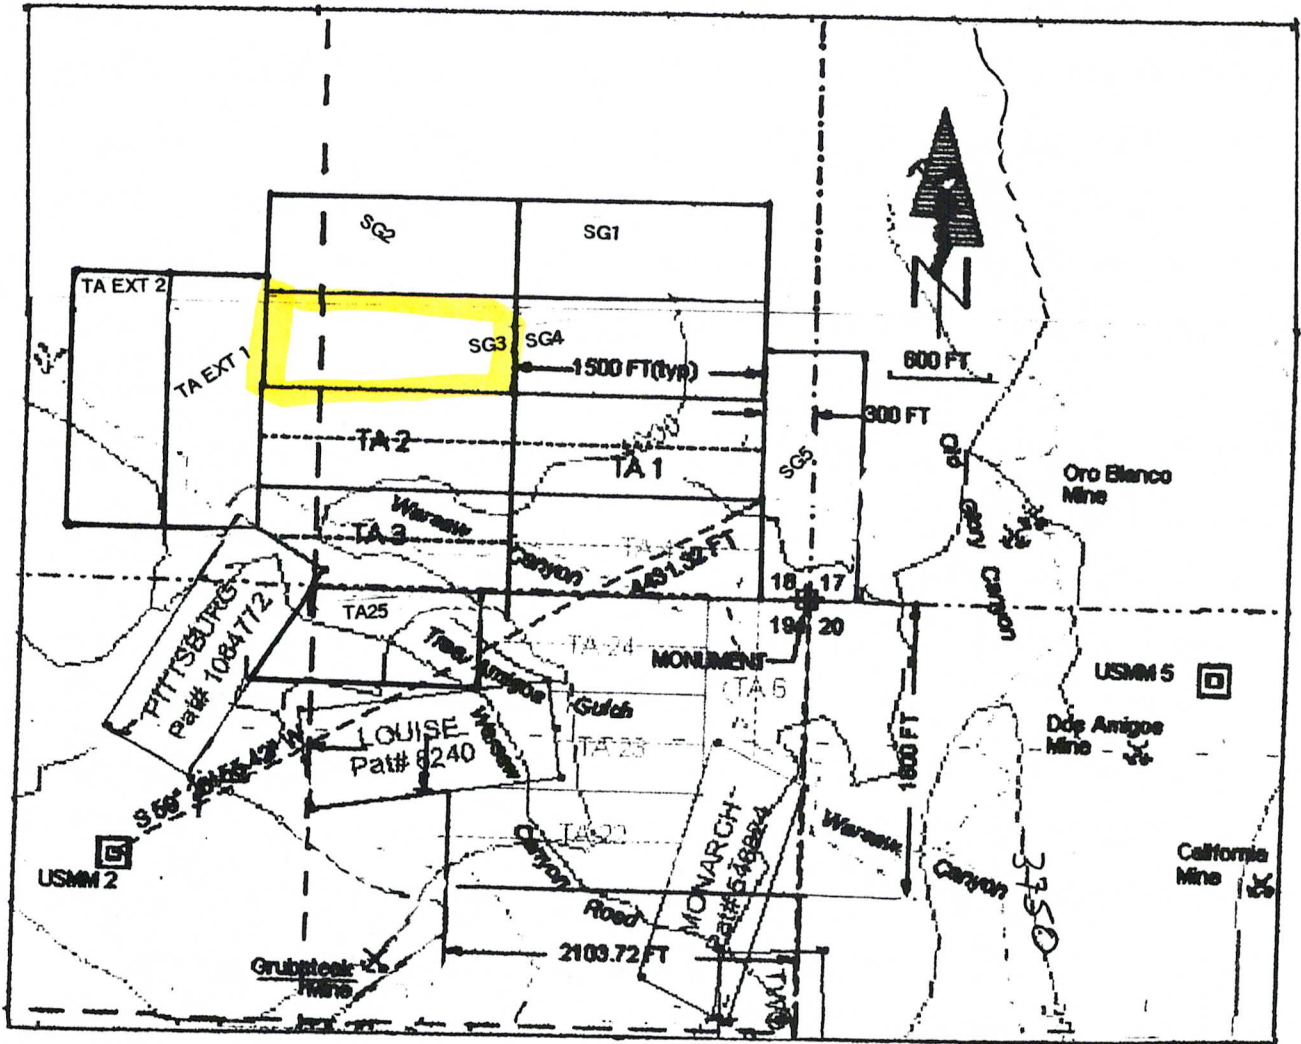 SG2
SG1
TA EXT 2
TA EXT 1
SG3
SG4
1500 FT(typ)
600 FT
300 FT
TA 2
TA 1
SG5
Oro Blanco
Mine
Warsaw
Canyon
TA 3
4431.32 FT
18
17
19
20
MONUMENT
PITTSBURG
Pat# 1084772
TA25
TA 24
TA 6
Tres Amigos
Gulch
Canyon
USMM 5
Dos Amigos
Mine
LOUISE
Pat# 8240
Warsaw
TA 23
1800 FT
USMM 2
TA 22
Canyon
Road
MONARCH
Warsaw
Canyon
California
Mine
3750
2103.72 FT
Grubsteak
Mine